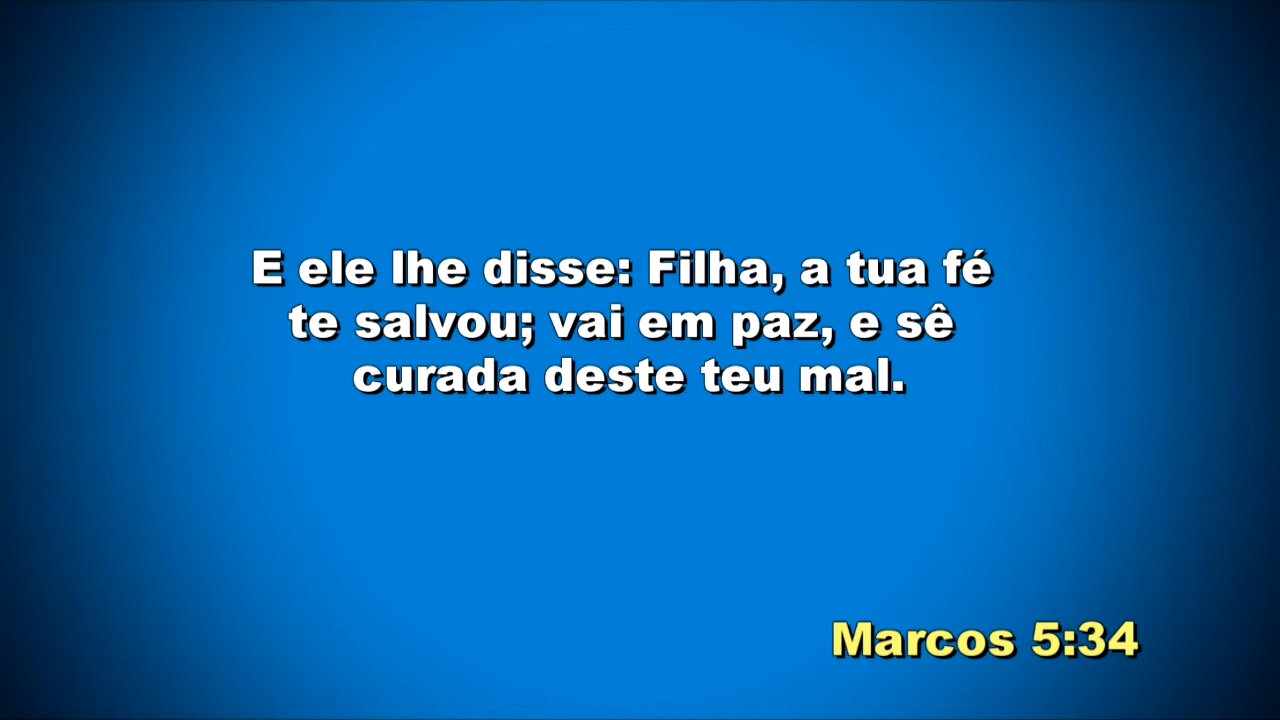 E ele lhe disse: Filha, a tua fé
te salvou; vai em paz, e sê
curada deste teu mal.
Marcos 5:34